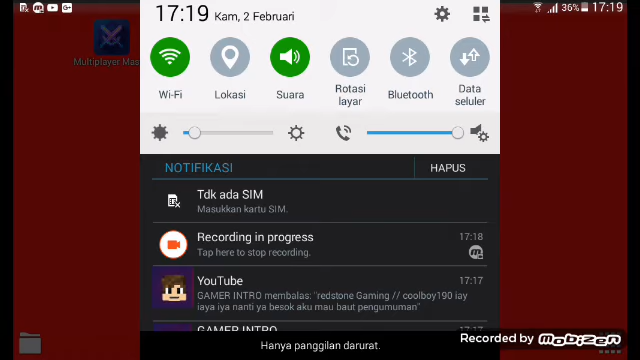 17:19 Kam, 2 Februari
36% 17:19
Multiplayer Mas
Wi-Fi
Lokasi
Suara
Rotasi
layar
Bluetooth
Data
seluler
NOTIFIKASI
HAPUS
Tdk ada SIM
Masukkan kartu SIM.
Recording in progress 17:18
Tap here to stop recording.
YouTube 17:17
GAMER INTRO membalas: "redstone Gaming // coolboy190 iay
iaya iya nanti ya besok aku mau baut pengumuman"
GAMER INTRO 17:17
Recorded by Mobizen
Hanya panggilan darurat.